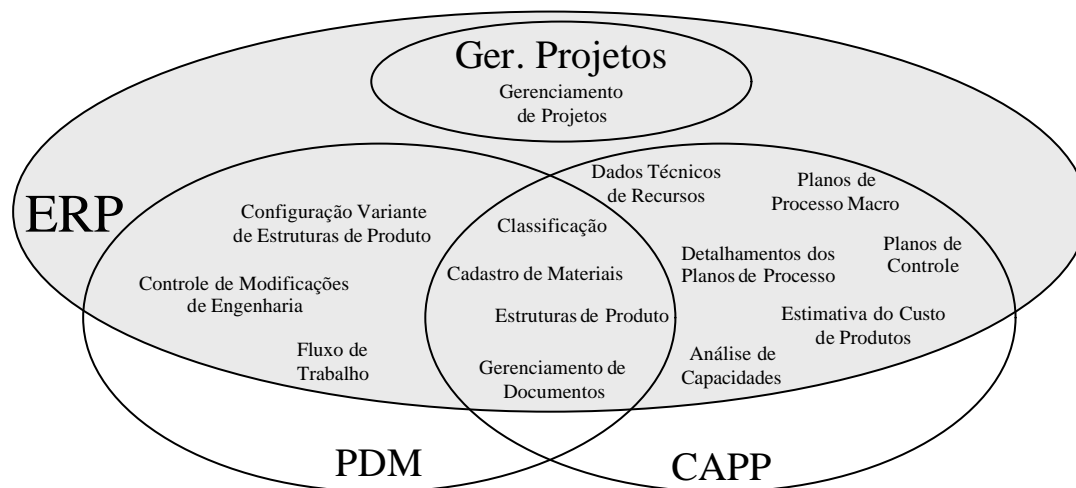 Ger. Projetos
Gerenciamento
de Projetos
ERP
Configuração Variante
de Estruturas de Produto
Controle de Modificações
de Engenharia
Fluxo de
Trabalho
Classificação
Cadastro de Materiais
Estruturas de Produto
Gerenciamento de
Documentos
Dados Técnicos
de Recursos
Planos de
Processo Macro
Detalhamentos dos
Planos de Processo
Planos de
Controle
Estimativa do Custo
de Produtos
Análise de
Capacidades
PDM
CAPP